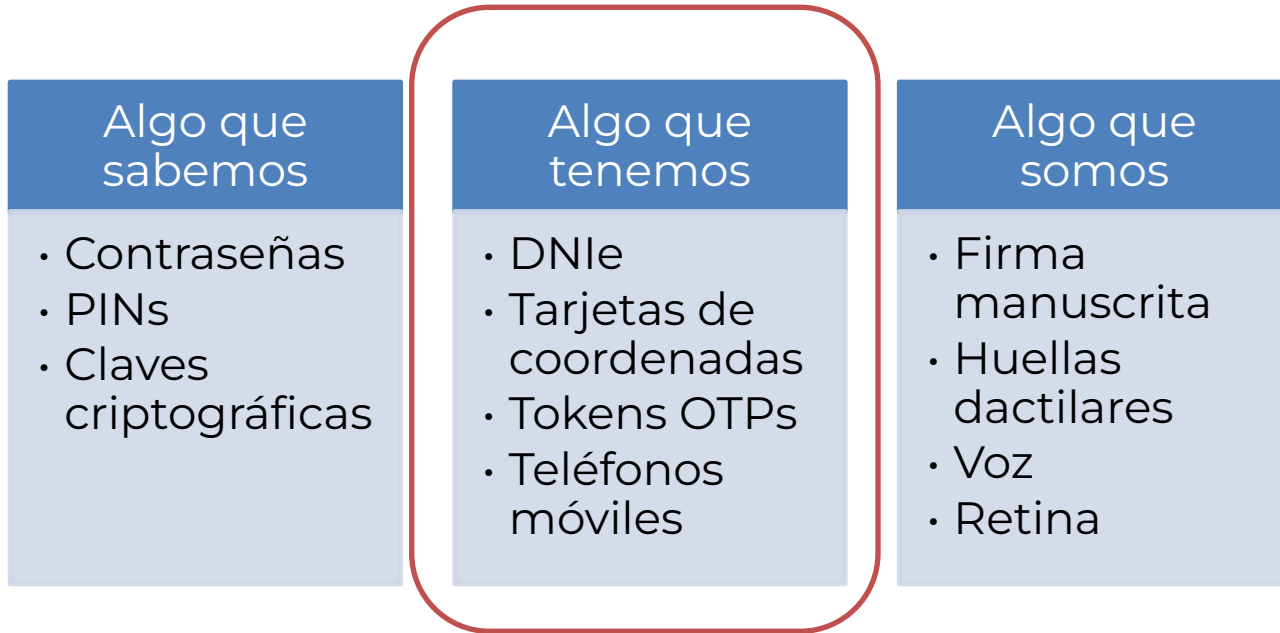 Algo que
sabemos
• Contraseñas
• PINs
• Claves
criptográficas
Algo que
tenemos
• DNIe
• Tarjetas de
coordenadas
• Tokens OTPs
• Teléfonos
móviles
Algo que
somos
• Firma
manuscrita
• Huellas
dactilares
• Voz
• Retina